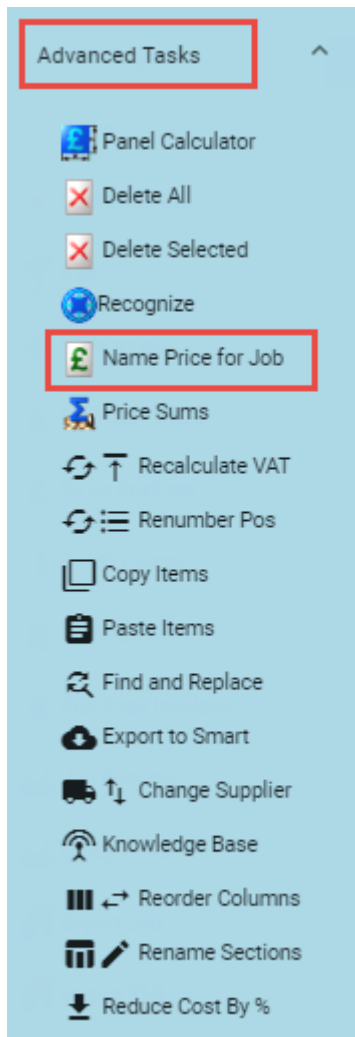 Advanced Tasks
Panel Calculator
Delete All
Delete Selected
Recognize
Name Price for Job
Price Sums
Recalculate VAT
Renumber Pos
Copy Items
Paste Items
Find and Replace
Export to Smart
Change Supplier
Knowledge Base
Reorder Columns
Rename Sections
Reduce Cost By %